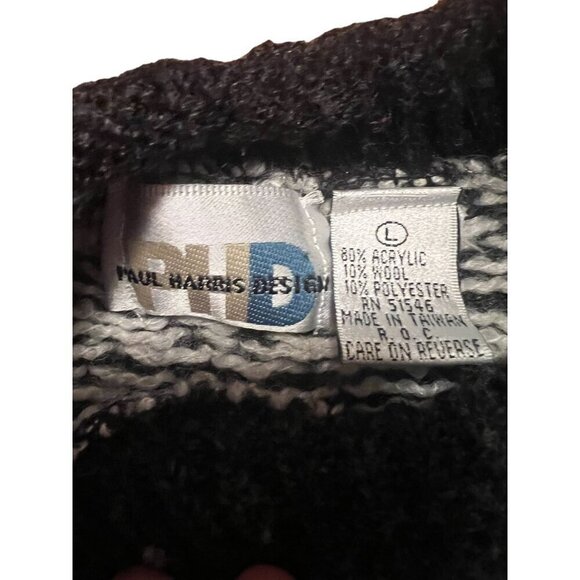 PHD
PAUL HARRIS DESIGN
L
80% ACRYLIC
10% WOOL
10% POLYESTER
RN 51546
MADE IN TAIWAN
R.O.C
CARE ON REVERSE